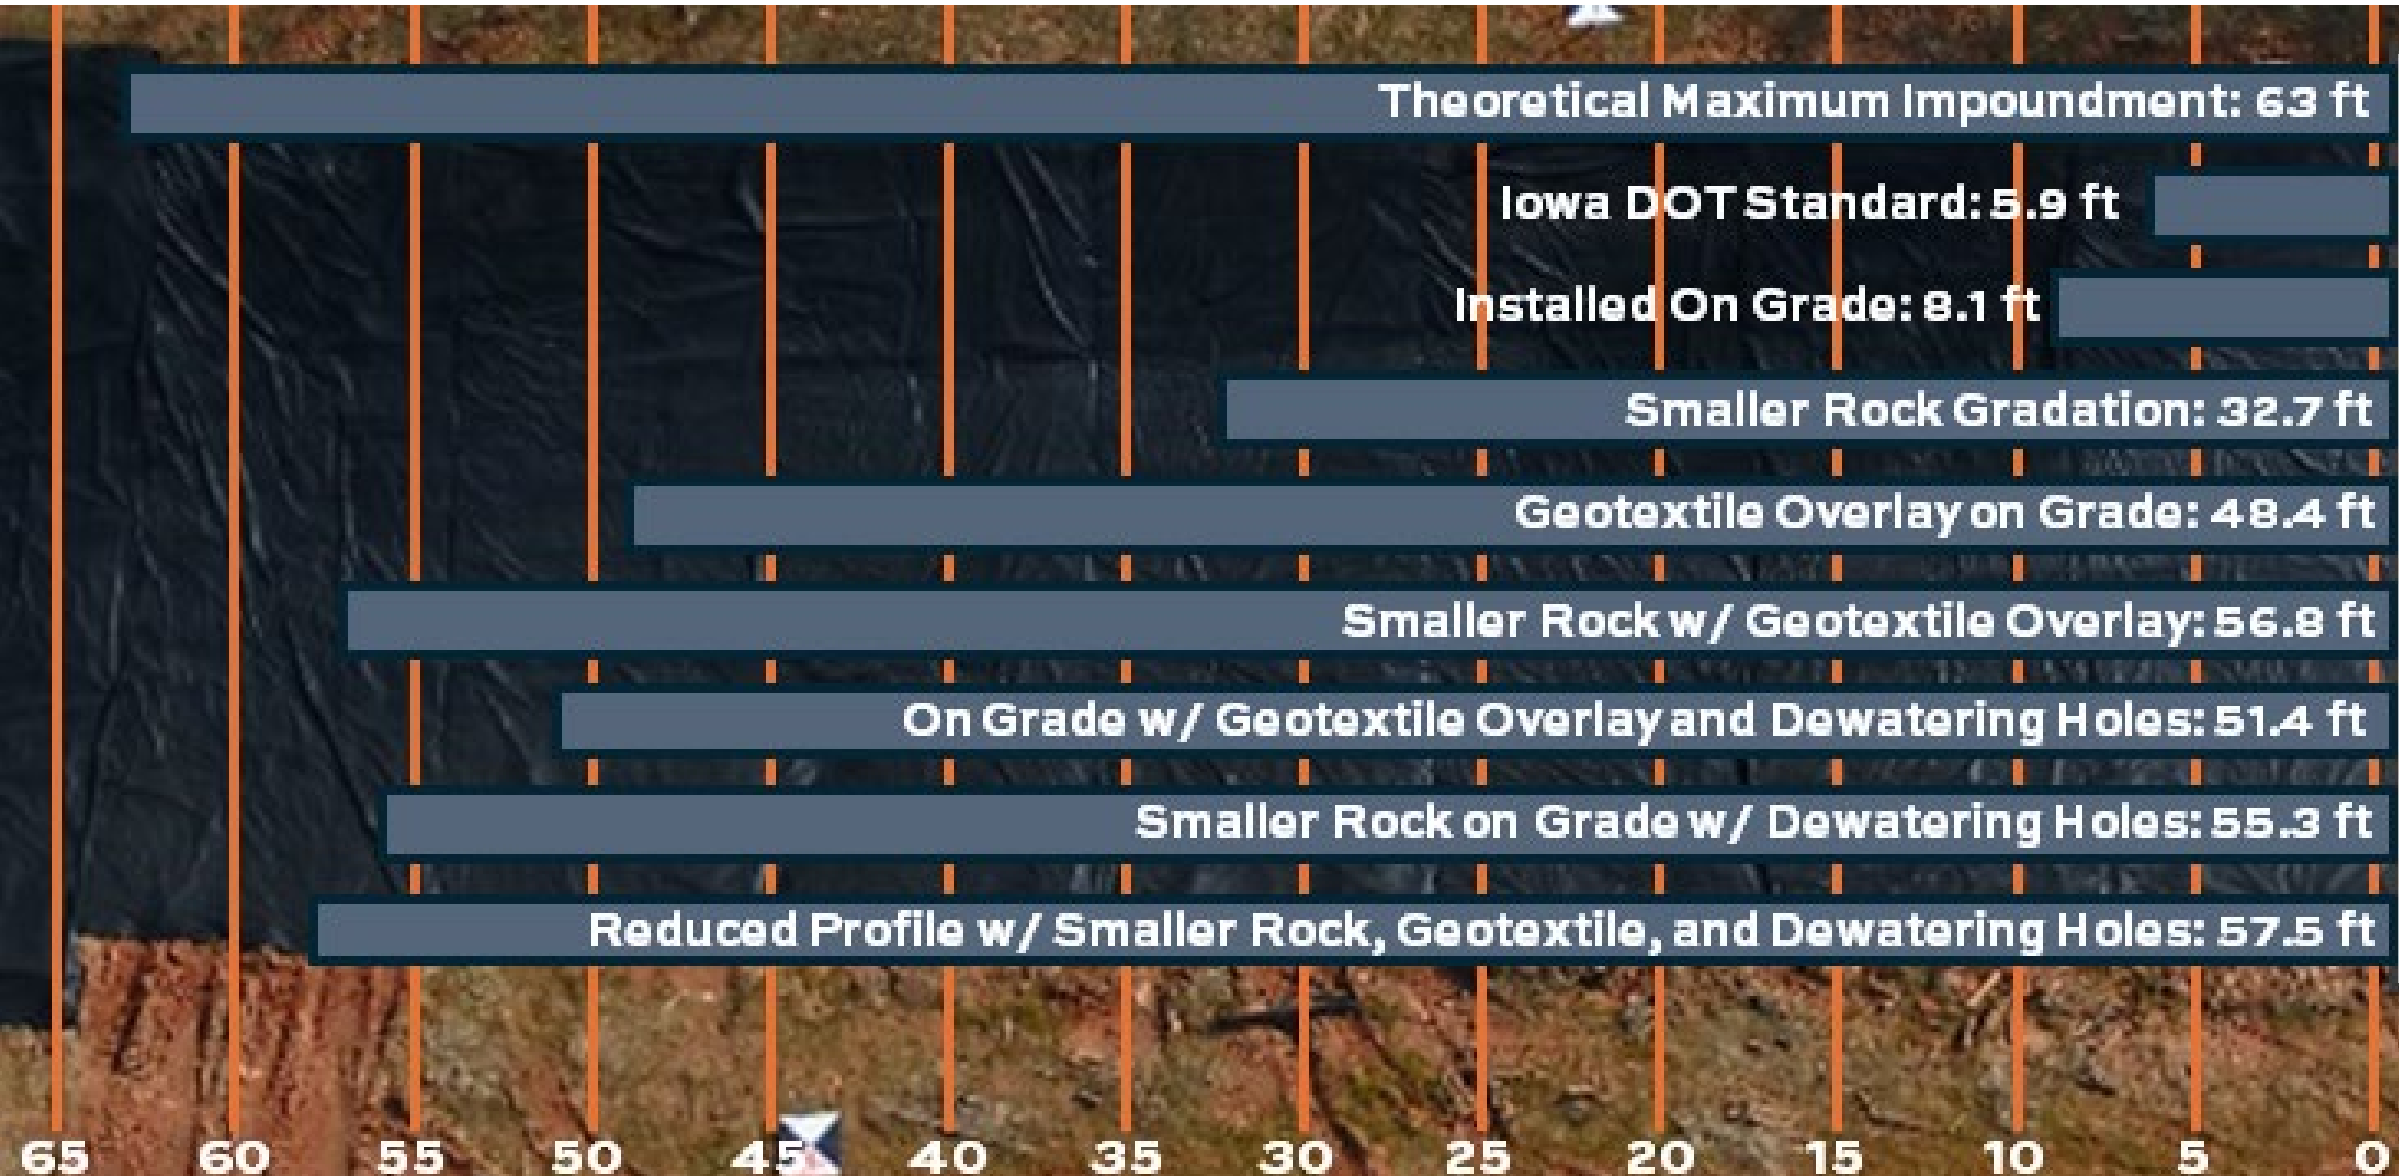 Theoretical Maximum Impoundment: 63 ft
Iowa DOT Standard: 5.9 ft
Installed On Grade: 8.1 ft
Smaller Rock Gradation: 32.7 ft
Geotextile Overlay on Grade: 48.4 ft
Smaller Rock w/ Geotextile Overlay: 56.8 ft
On Grade w/ Geotextile Overlay and Dewatering Holes: 51.4 ft
Smaller Rock on Grade w/ Dewatering Holes: 55.3 ft
Reduced Profile w/ Smaller Rock, Geotextile, and Dewatering Holes: 57.5 ft
65 60 55 50 45 40 35 30 25 20 15 10 5 0